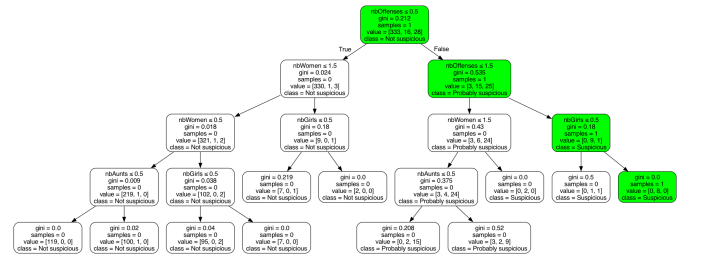 nbOffenses ≤ 0.5
gini = 0.212
samples = 1
value = [333, 16, 28]
class = Not suspicious
True
False
nbWomen ≤ 1.5
gini = 0.024
samples = 0
value = [330, 1, 3]
class = Not suspicious
nbOffenses ≤ 1.5
gini = 0.535
samples = 1
value = [3, 15, 25]
class = Probably suspicious
nbWomen ≤ 0.5
gini = 0.018
samples = 0
value = [321, 1, 2]
class = Not suspicious
nbGirls ≤ 0.5
gini = 0.18
samples = 0
value = [9, 0, 1]
class = Not suspicious
nbWomen ≤ 1.5
gini = 0.43
samples = 0
value = [3, 6, 24]
class = Probably suspicious
nbGirls ≤ 0.5
gini = 0.18
samples = 1
value = [0, 9, 1]
class = Suspicious
nbAunts ≤ 0.5
gini = 0.009
samples = 0
value = [219, 1, 0]
class = Not suspicious
nbGirls ≤ 0.5
gini = 0.038
samples = 0
value = [102, 0, 2]
class = Not suspicious
gini = 0.219
samples = 0
value = [7, 0, 1]
class = Not suspicious
gini = 0.0
samples = 0
value = [2, 0, 0]
class = Not suspicious
nbAunts ≤ 0.5
gini = 0.375
samples = 0
value = [3, 4, 24]
class = Probably suspicious
gini = 0.0
samples = 0
value = [0, 2, 0]
class = Suspicious
gini = 0.5
samples = 0
value = [0, 1, 1]
class = Suspicious
gini = 0.0
samples = 1
value = [0, 8, 0]
class = Suspicious
gini = 0.0
samples = 0
value = [119, 0, 0]
class = Not suspicious
gini = 0.02
samples = 0
value = [100, 1, 0]
class = Not suspicious
gini = 0.04
samples = 0
value = [95, 0, 2]
class = Not suspicious
gini = 0.0
samples = 0
value = [7, 0, 0]
class = Not suspicious
gini = 0.208
samples = 0
value = [0, 2, 15]
class = Probably suspicious
gini = 0.52
samples = 0
value = [3, 2, 9]
class = Probably suspicious